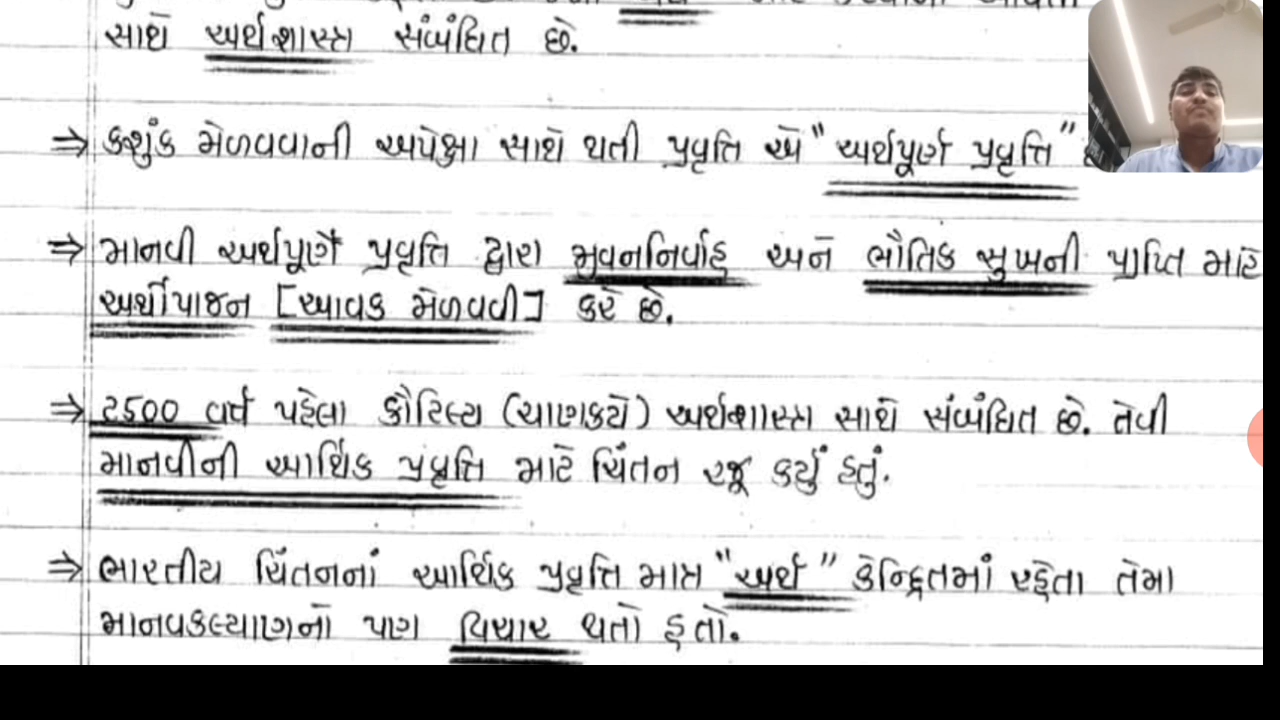 સાથે અર્થશાસ્ત્ર સંબંધિત છે.
⇒ કશુંક મેળવવાની અપેક્ષા સાથે થતી પ્રવૃતિ એ "અર્થપૂર્ણ પ્રવૃત્તિ"
⇒ માનવી અર્થપૂર્ણ પ્રવૃત્તિ દ્વારા જીવનનિર્વાહ અને ભૌતિક સુખની પ્રાપ્તિ માટે
અર્થોપાજન [આવક મેળવવી] કરે છે.
⇒ 2500 વર્ષ પહેલા કૌટિલ્ય (ચાણક્યે) અર્થશાસ્ત્ર સાથે સંબંધિત છે. તેવી
માનવીની આર્થિક પ્રવૃત્તિ માટે ચિંતન રજૂ કર્યું હતું.
⇒ ભારતીય ચિંતનનાં આર્થિક પ્રવૃત્તિ માત્ર "અર્થ" કેન્દ્રિતમાં રહેતા તેમા
માનવકલ્યાણનો પણ વિચાર થતો હતો.